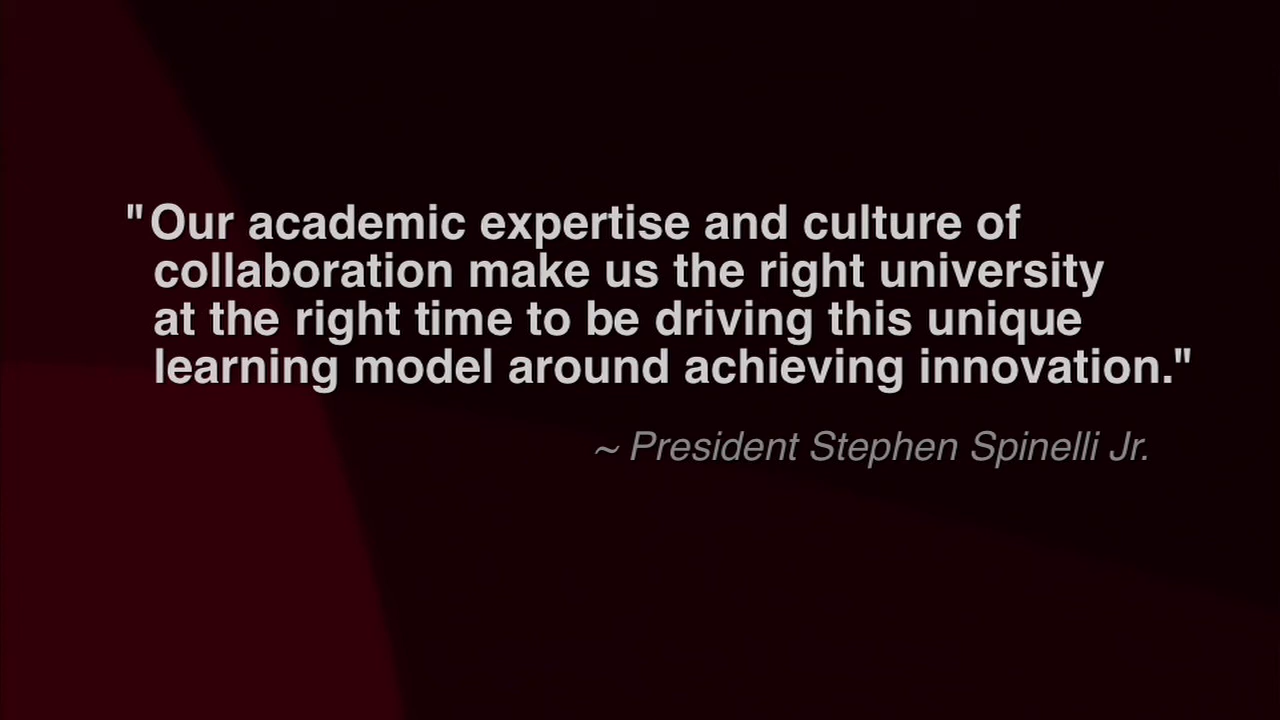 "Our academic expertise and culture of
collaboration make us the right university
at the right time to be driving this unique
learning model around achieving innovation."
~ President Stephen Spinelli Jr.